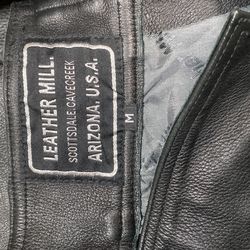 LEATHER MILL.
SCOTTSDALE.CAVECREEK
ARIZONA. U.S.A.
M